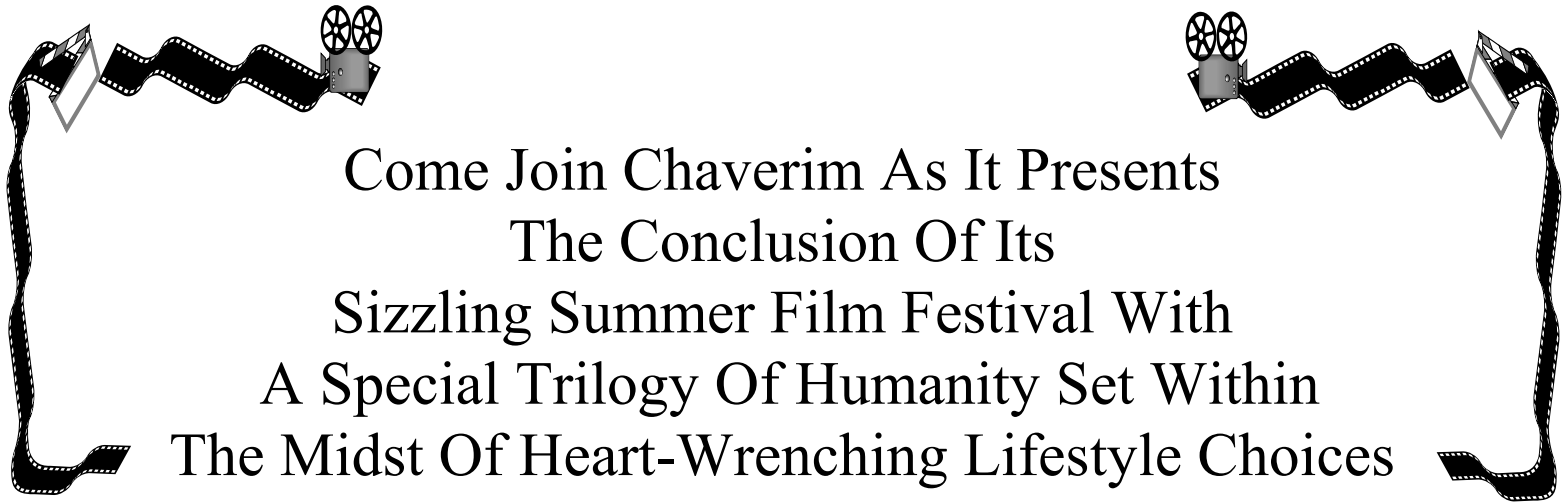 Come Join Chaverim As It Presents
The Conclusion Of Its
Sizzling Summer Film Festival With
A Special Trilogy Of Humanity Set Within
The Midst Of Heart-Wrenching Lifestyle Choices